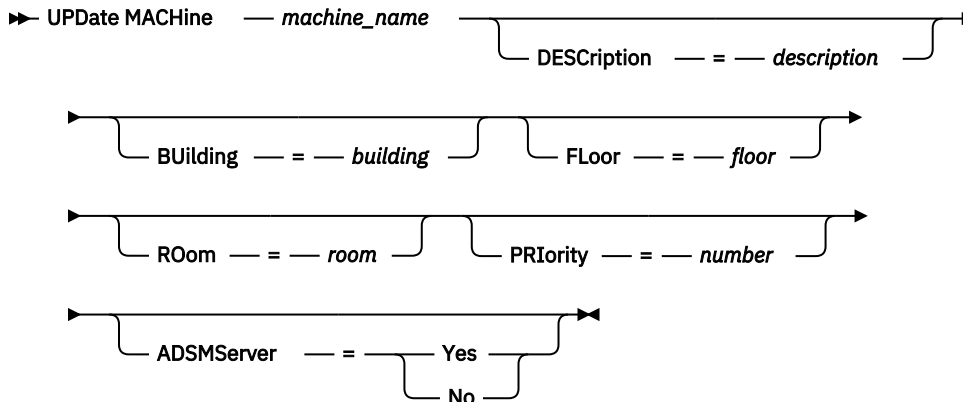 UPDate MACHine machine_name
DESCription = description
BUilding = building FLoor = floor
ROom = room PRIority = number
ADSMServer = Yes
No